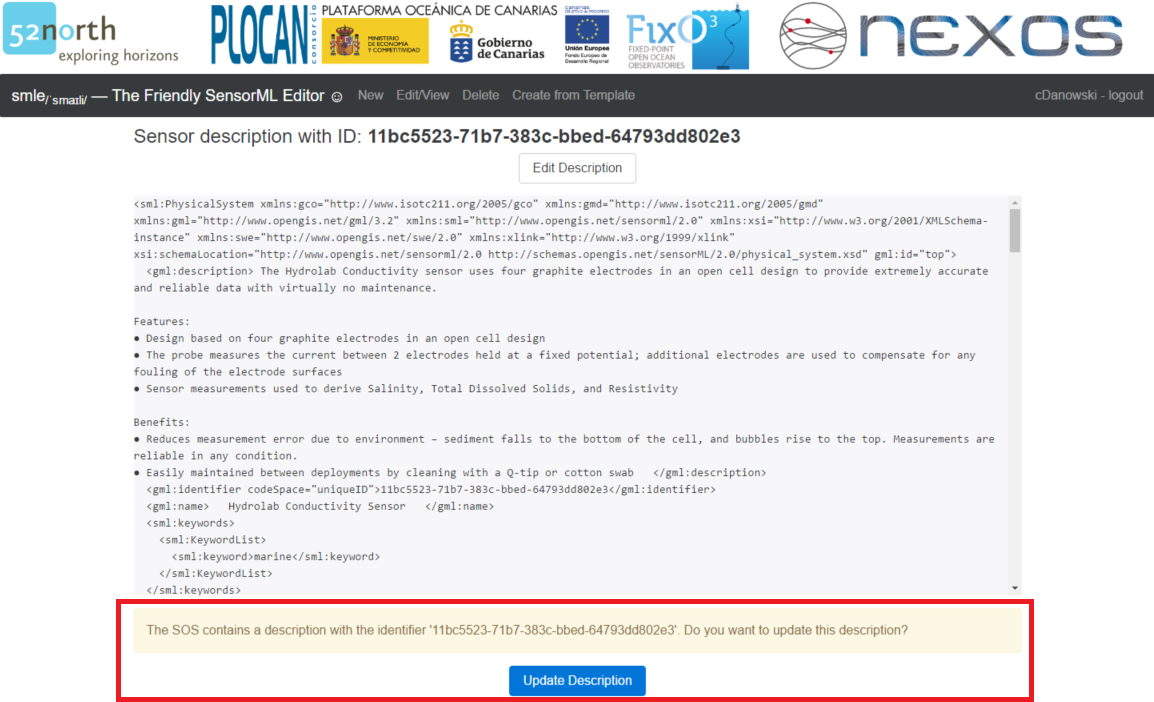 52north
exploring horizons
PLOCAN
consorcio
PLATAFORMA OCEÁNICA DE CANARIAS
MINISTERIO
DE ECONOMÍA
Y COMPETITIVIDAD
Gobierno
de Canarias
canarias
Unión Europea
Fondo Europeo de
Desarrollo Regional
FixO3
FIXED-POINT
OPEN OCEAN
OBSERVATORIES
nexos
smle/ˈsmaɪli/ — The Friendly SensorML Editor ☺ New Edit/View Delete Create from Template cDanowski - logout
Sensor description with ID: 11bc5523-71b7-383c-bbed-64793dd802e3
Edit Description
<sml:PhysicalSystem xmlns:gco="http://www.isotc211.org/2005/gco" xmlns:gmd="http://www.isotc211.org/2005/gmd"
xmlns:gml="http://www.opengis.net/gml/3.2" xmlns:sml="http://www.opengis.net/sensorml/2.0" xmlns:xsi="http://www.w3.org/2001/XMLSchema-
instance" xmlns:swe="http://www.opengis.net/swe/2.0" xmlns:xlink="http://www.w3.org/1999/xlink"
xsi:schemaLocation="http://www.opengis.net/sensorml/2.0 http://schemas.opengis.net/sensorML/2.0/physical_system.xsd" gml:id="top">
<gml:description> The Hydrolab Conductivity sensor uses four graphite electrodes in an open cell design to provide extremely accurate
and reliable data with virtually no maintenance.
Features:
● Design based on four graphite electrodes in an open cell design
● The probe measures the current between 2 electrodes held at a fixed potential; additional electrodes are used to compensate for any
fouling of the electrode surfaces
● Sensor measurements used to derive Salinity, Total Dissolved Solids, and Resistivity
Benefits:
● Reduces measurement error due to environment – sediment falls to the bottom of the cell, and bubbles rise to the top. Measurements are
reliable in any condition.
● Easily maintained between deployments by cleaning with a Q-tip or cotton swab </gml:description>
<gml:identifier codeSpace="uniqueID">11bc5523-71b7-383c-bbed-64793dd802e3</gml:identifier>
<gml:name> Hydrolab Conductivity Sensor </gml:name>
<sml:keywords>
<sml:KeywordList>
<sml:keyword>marine</sml:keyword>
</sml:KeywordList>
</sml:keywords>
The SOS contains a description with the identifier '11bc5523-71b7-383c-bbed-64793dd802e3'. Do you want to update this description?
Update Description